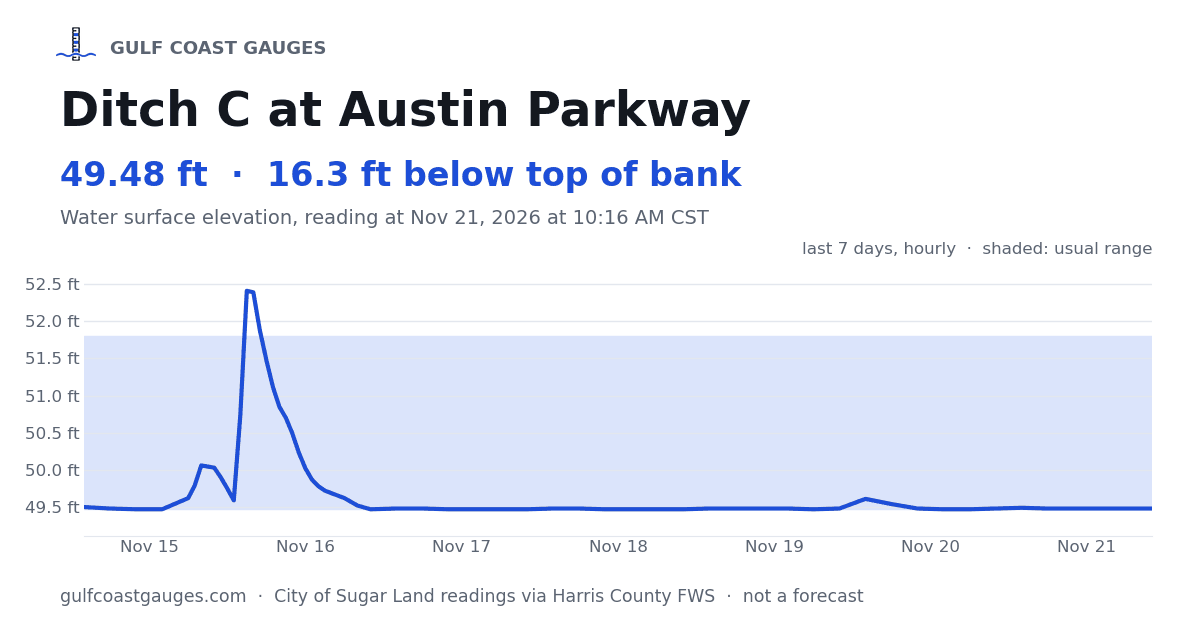 GULF COAST GAUGES
Ditch C at Austin Parkway
49.48 ft · 16.3 ft below top of bank
Water surface elevation, reading at Nov 21, 2026 at 10:16 AM CST
last 7 days, hourly · shaded: usual range
52.5 ft
52.0 ft
51.5 ft
51.0 ft
50.5 ft
50.0 ft
49.5 ft
Nov 15 Nov 16 Nov 17 Nov 18 Nov 19 Nov 20 Nov 21
gulfcoastgauges.com · City of Sugar Land readings via Harris County FWS · not a forecast